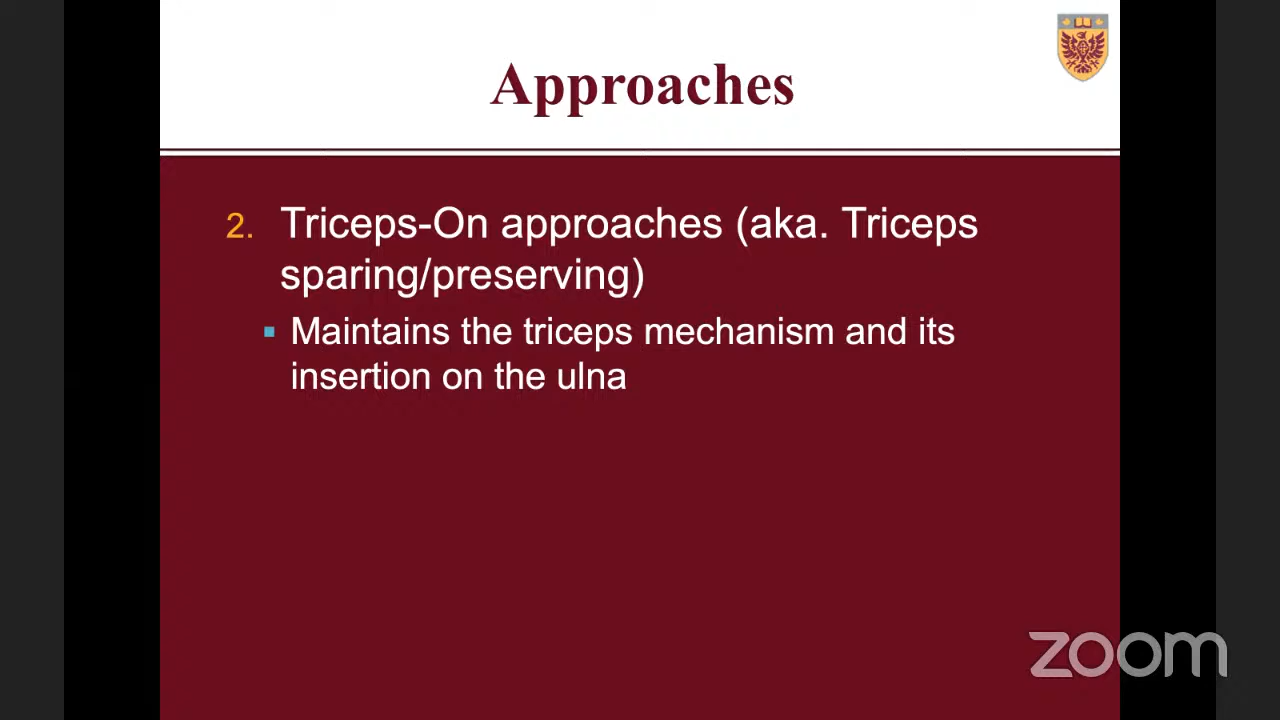 Approaches
2. Triceps-On approaches (aka. Triceps
sparing/preserving)
▪ Maintains the triceps mechanism and its
insertion on the ulna
zoom